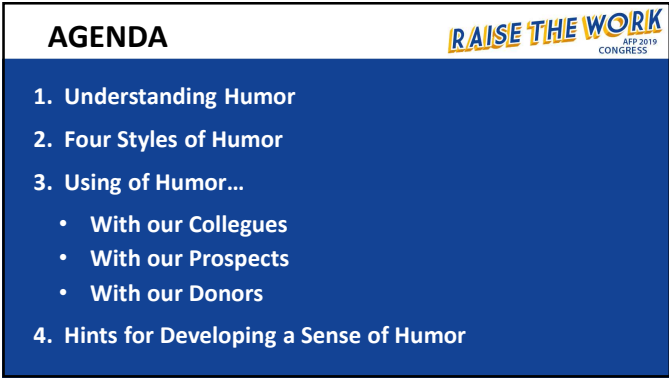 AGENDA
RAISE THE WORK
AFP 2019
CONGRESS
1. Understanding Humor
2. Four Styles of Humor
3. Using of Humor…
• With our Collegues
• With our Prospects
• With our Donors
4. Hints for Developing a Sense of Humor